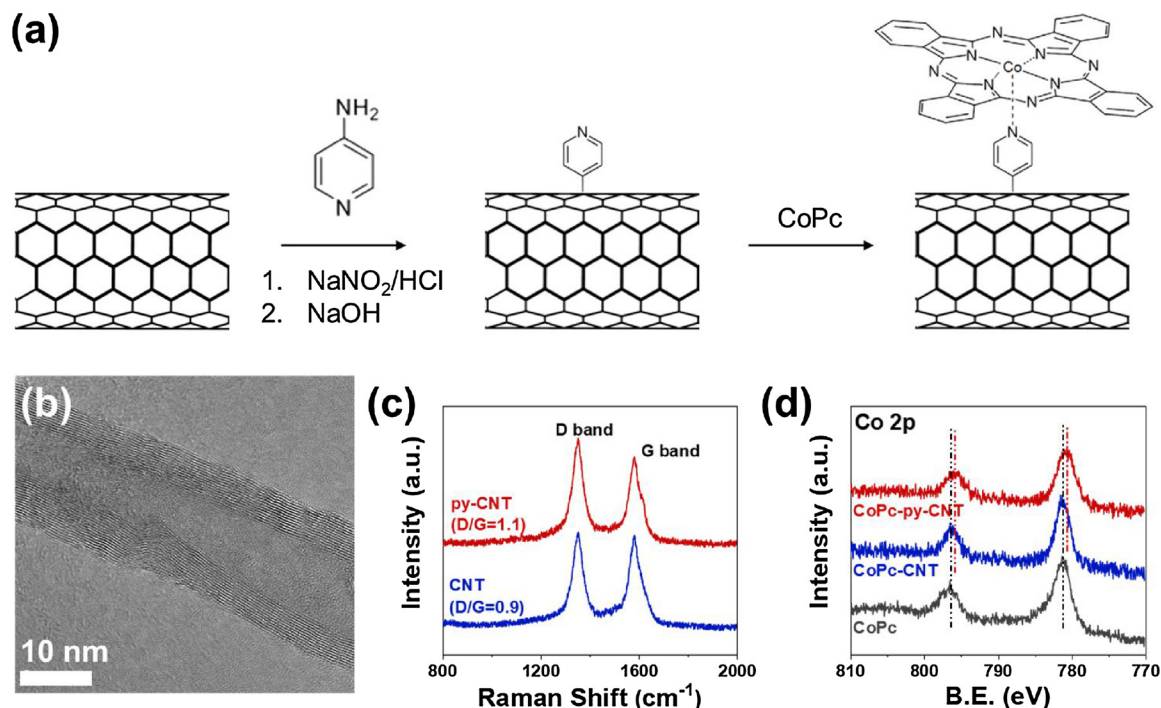 (a)
NH₂
N
1. NaNO₂/HCl
2. NaOH
N
CoPc
N
N
N
N
Co
N
N
N
N
N
(b)
10 nm
(c)
D band
G band
py-CNT
(D/G=1.1)
CNT
(D/G=0.9)
Intensity (a.u.)
800 1200 1600 2000
Raman Shift (cm⁻¹)
(d)
Co 2p
CoPc-py-CNT
CoPc-CNT
CoPc
Intensity (a.u.)
810 800 790 780 770
B.E. (eV)